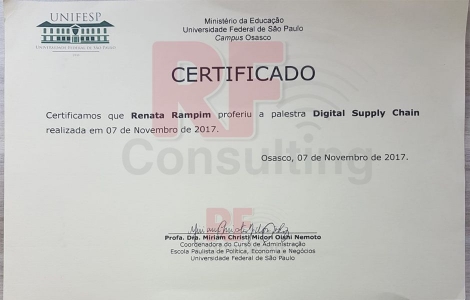 UNIFESP
UNIVERSIDADE FEDERAL DE SÃO PAULO
Ministério da Educação
Universidade Federal de São Paulo
Campus Osasco
RF
Consulting
CERTIFICADO
Certificamos que Renata Rampim proferiu a palestra Digital Supply Chain
realizada em 07 de Novembro de 2017.
Osasco, 07 de Novembro de 2017.
RF
Profa. Dra. Miriam Christi Midori Oishi Nemoto
Coordenadora do Curso de Administração
Escola Paulista de Política, Economia e Negócios
Universidade Federal de São Paulo